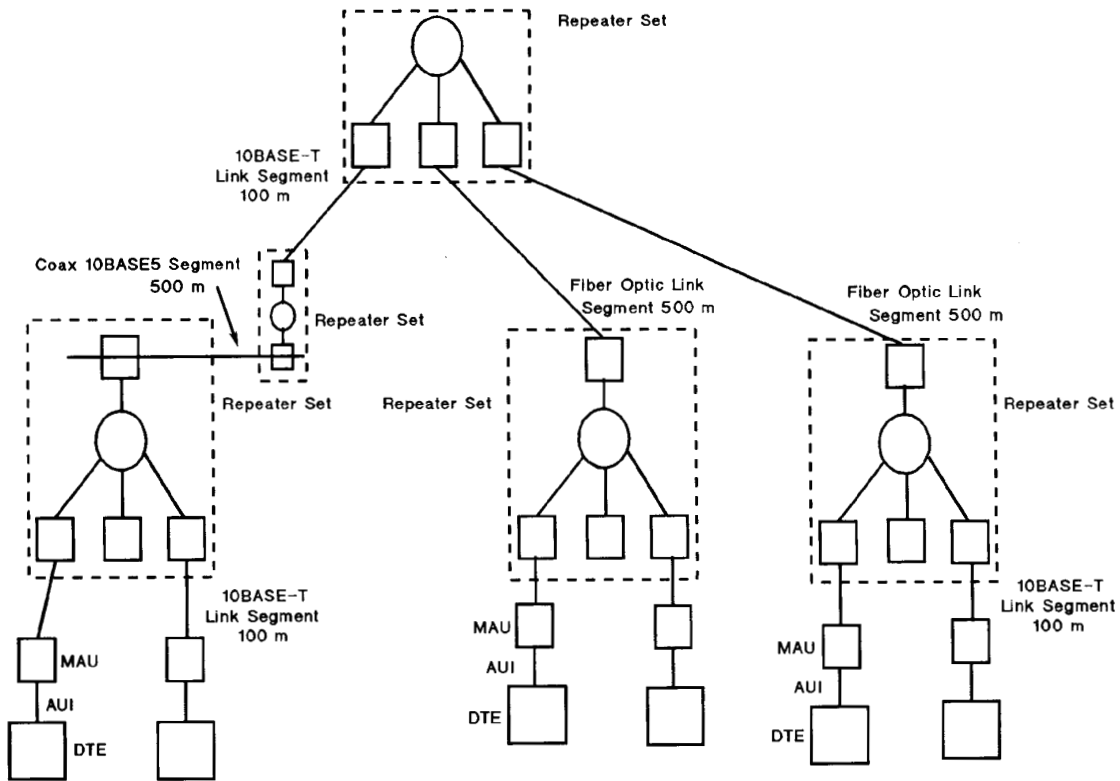 Repeater Set
10BASE-T
Link Segment
100 m
Coax 10BASE5 Segment
500 m
Repeater Set
Fiber Optic Link
Segment 500 m
Fiber Optic Link
Segment 500 m
Repeater Set
Repeater Set
Repeater Set
10BASE-T
Link Segment
100 m
10BASE-T
Link Segment
100 m
MAU
AUI
DTE
MAU
AUI
DTE
MAU
AUI
DTE